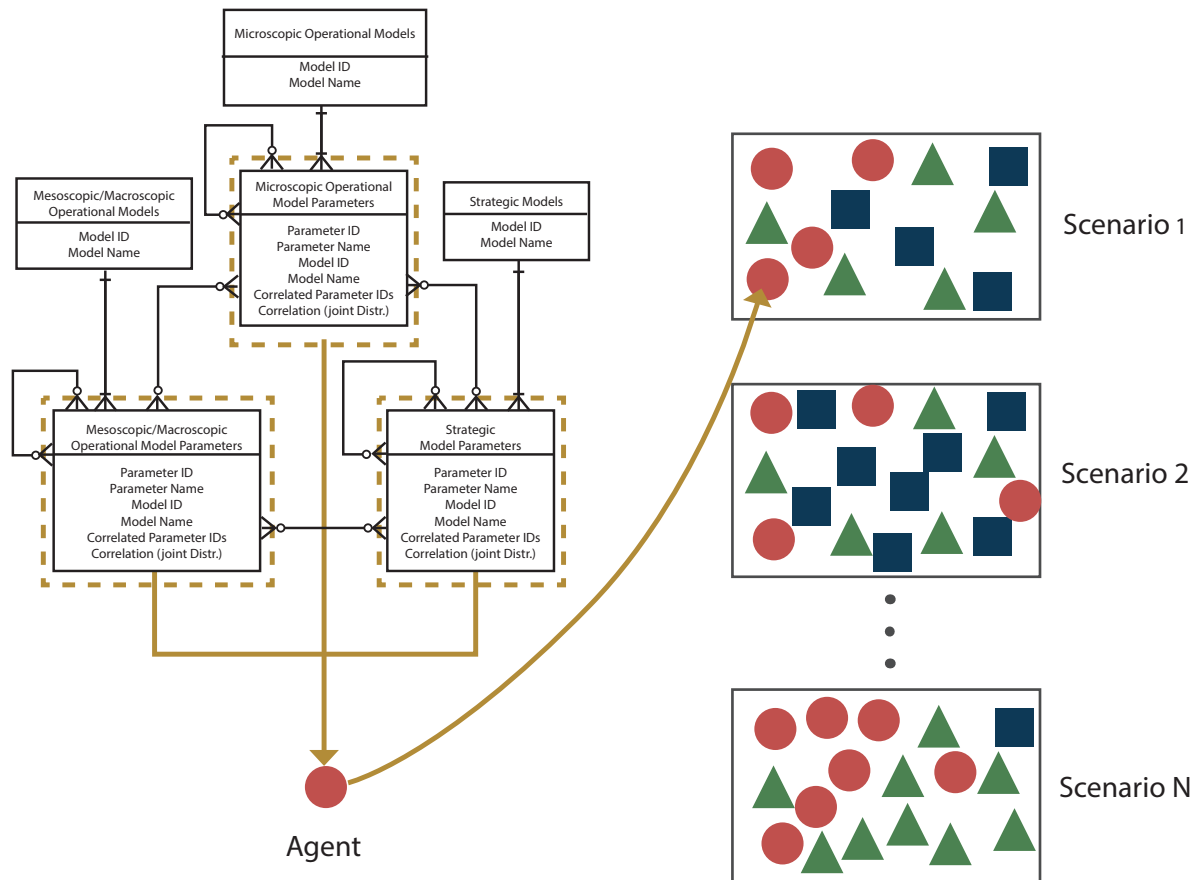 Microscopic Operational Models
Model ID
Model Name
Mesoscopic/Macroscopic
Operational Models
Model ID
Model Name
Microscopic Operational
Model Parameters
Parameter ID
Parameter Name
Model ID
Model Name
Correlated Parameter IDs
Correlation (joint Distr.)
Strategic Models
Model ID
Model Name
Mesoscopic/Macroscopic
Operational Model Parameters
Parameter ID
Parameter Name
Model ID
Model Name
Correlated Parameter IDs
Correlation (joint Distr.)
Strategic
Model Parameters
Parameter ID
Parameter Name
Model ID
Model Name
Correlated Parameter IDs
Correlation (joint Distr.)
Agent
Scenario 1
Scenario 2
Scenario N